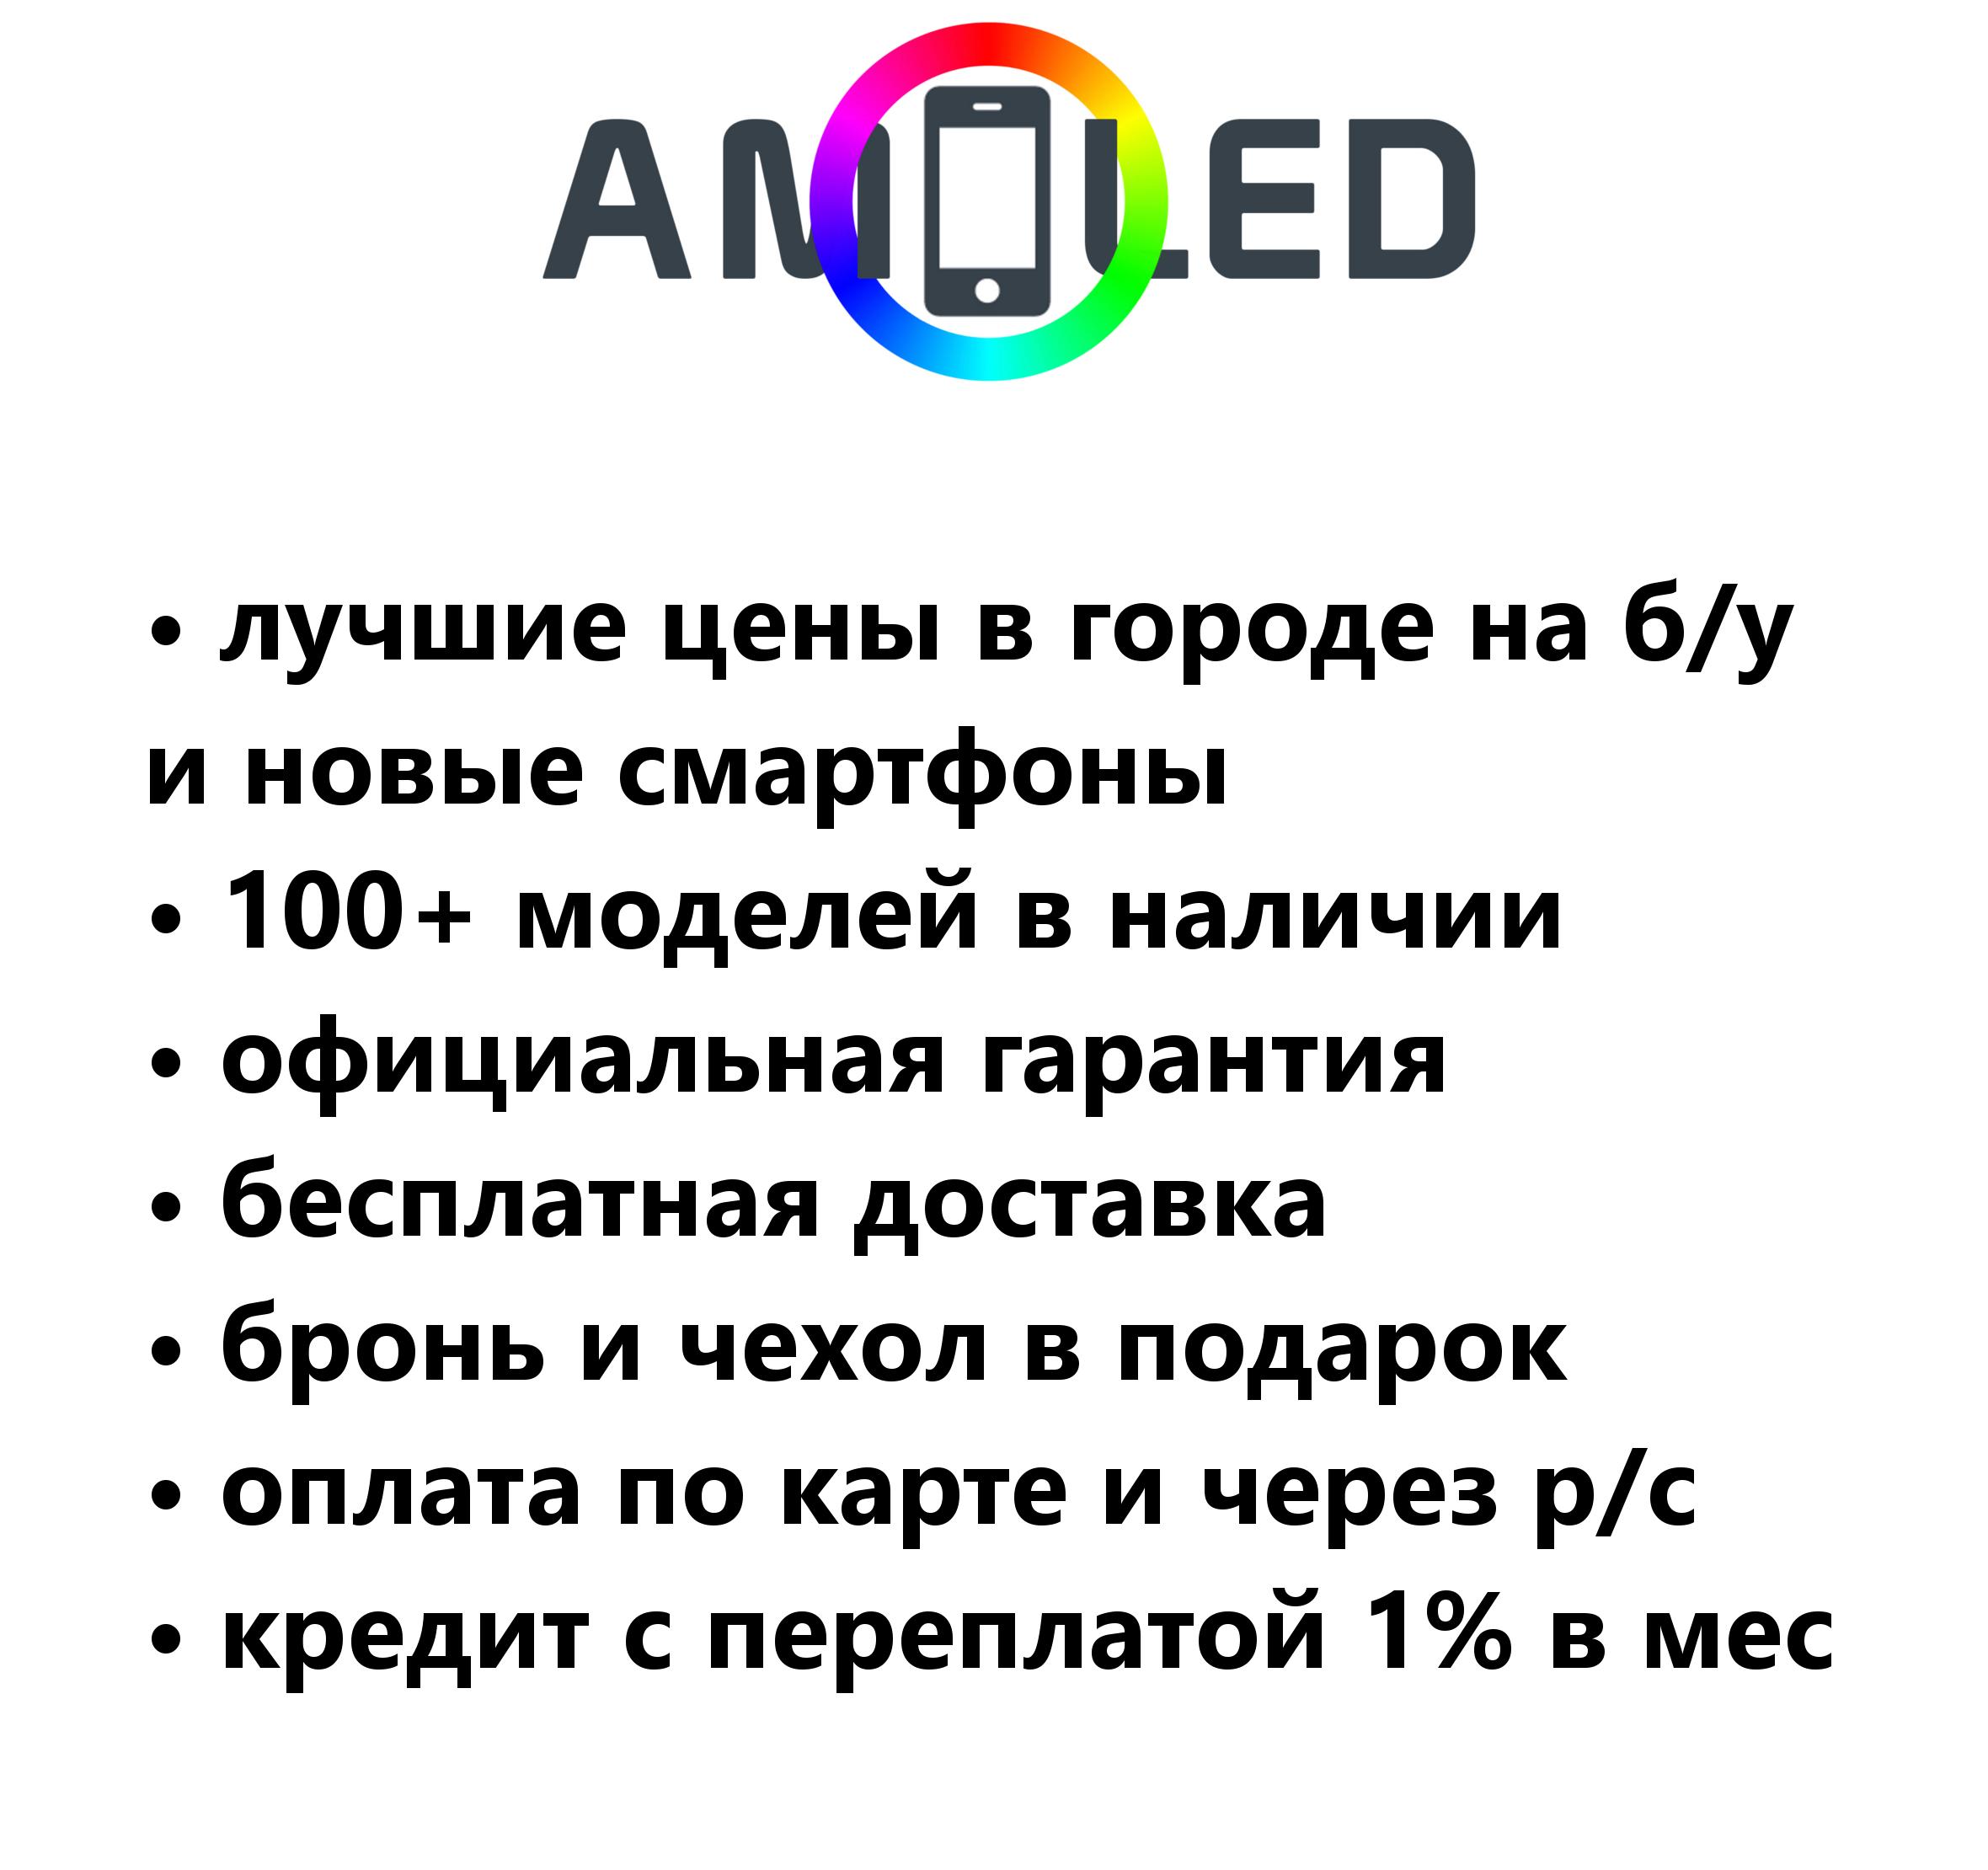 AMOLED
• лучшие цены в городе на б/у
и новые смартфоны
• 100+ моделей в наличии
• официальная гарантия
• бесплатная доставка
• бронь и чехол в подарок
• оплата по карте и через р/с
• кредит с переплатой 1% в мес